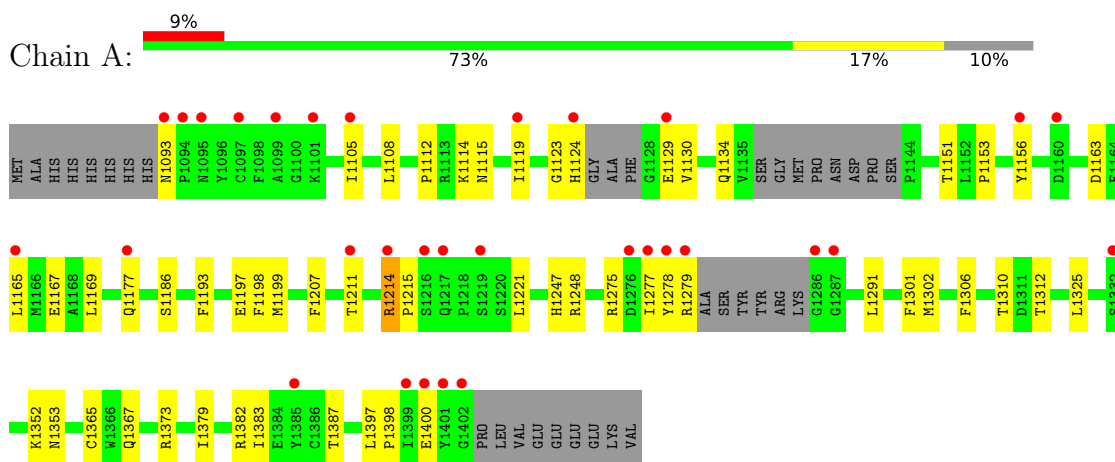 9%
Chain A:
73% 17% 10%
MET ALA HIS HIS HIS HIS HIS HIS N1093 P1094 N1095 Y1096 C1097 F1098 A1099 G1100 K1101 I1105 L1108 P1112 R1113 K1114 N1115 I1119 G1123 H1124 GLY ALA PHE G1128 E1129 V1130 Q1134 V1135 SER GLY MET PRO ASN ASP PRO SER P1144 T1151 L1152 P1153 Y1156 D1160 D1163 E1164
L1165 M1166 E1167 A1168 L1169 Q1177 S1186 F1193 E1197 F1198 M1199 F1207 T1211 R1214 P1215 S1216 Q1217 P1218 S1219 S1220 L1221 H1247 R1248 R1275 D1276 I1277 Y1278 R1279 ALA SER TYR TYR ARG LYS G1286 G1287 L1291 F1301 M1302 F1306 T1310 D1311 T1312 L1325
K1352 N1353 C1365 W1366 Q1367 R1373 I1379 R1382 I1383 E1384 Y1385 C1386 T1387 L1397 P1398 I1399 E1400 Y1401 G1402 PRO LEU VAL GLU GLU GLU GLU LYS VAL